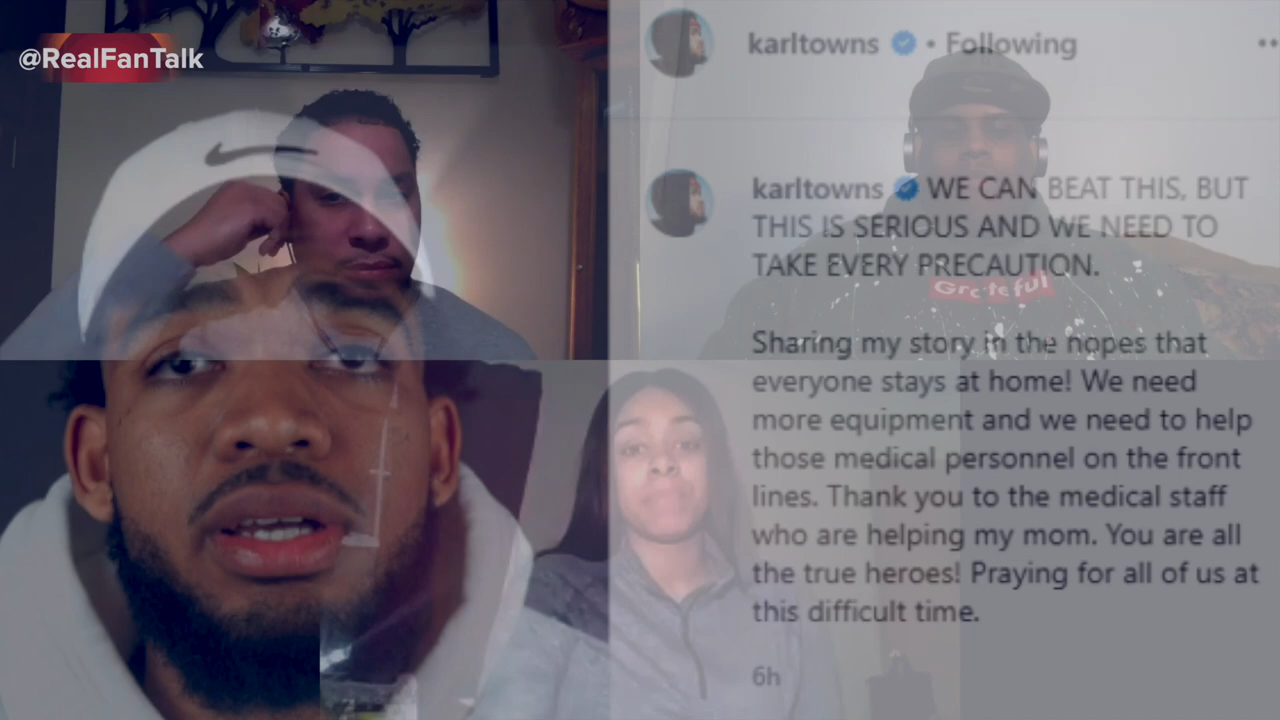 @RealFanTalk
karltowns • Following
karltowns WE CAN BEAT THIS, BUT
THIS IS SERIOUS AND WE NEED TO
TAKE EVERY PRECAUTION.
Grateful
Sharing my story in the hopes that
everyone stays at home! We need
more equipment and we need to help
those medical personnel on the front
lines. Thank you to the medical staff
who are helping my mom. You are all
the true heroes! Praying for all of us at
this difficult time.
6h